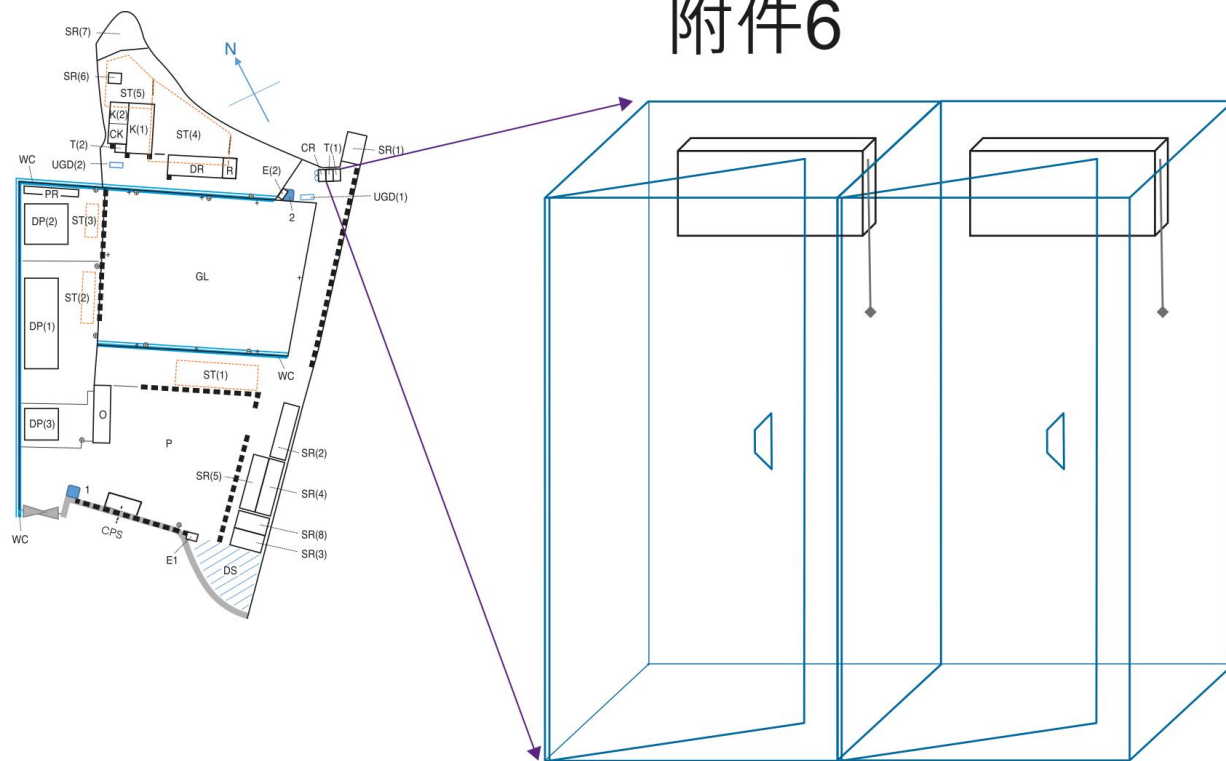 附件6
SR(7)
N
SR(6)
ST(5)
K(2)
K(1)
CK
ST(4)
T(2)
CR
T(1)
SR(1)
WC
UGD(2)
DR
R
E(2)
PR
UGD(1)
2
DP(2)
ST(3)
GL
ST(2)
DP(1)
ST(1)
WC
DP(3)
O
P
SR(2)
SR(5)
SR(4)
1
CPS
SR(8)
WC
SR(3)
E1
DS